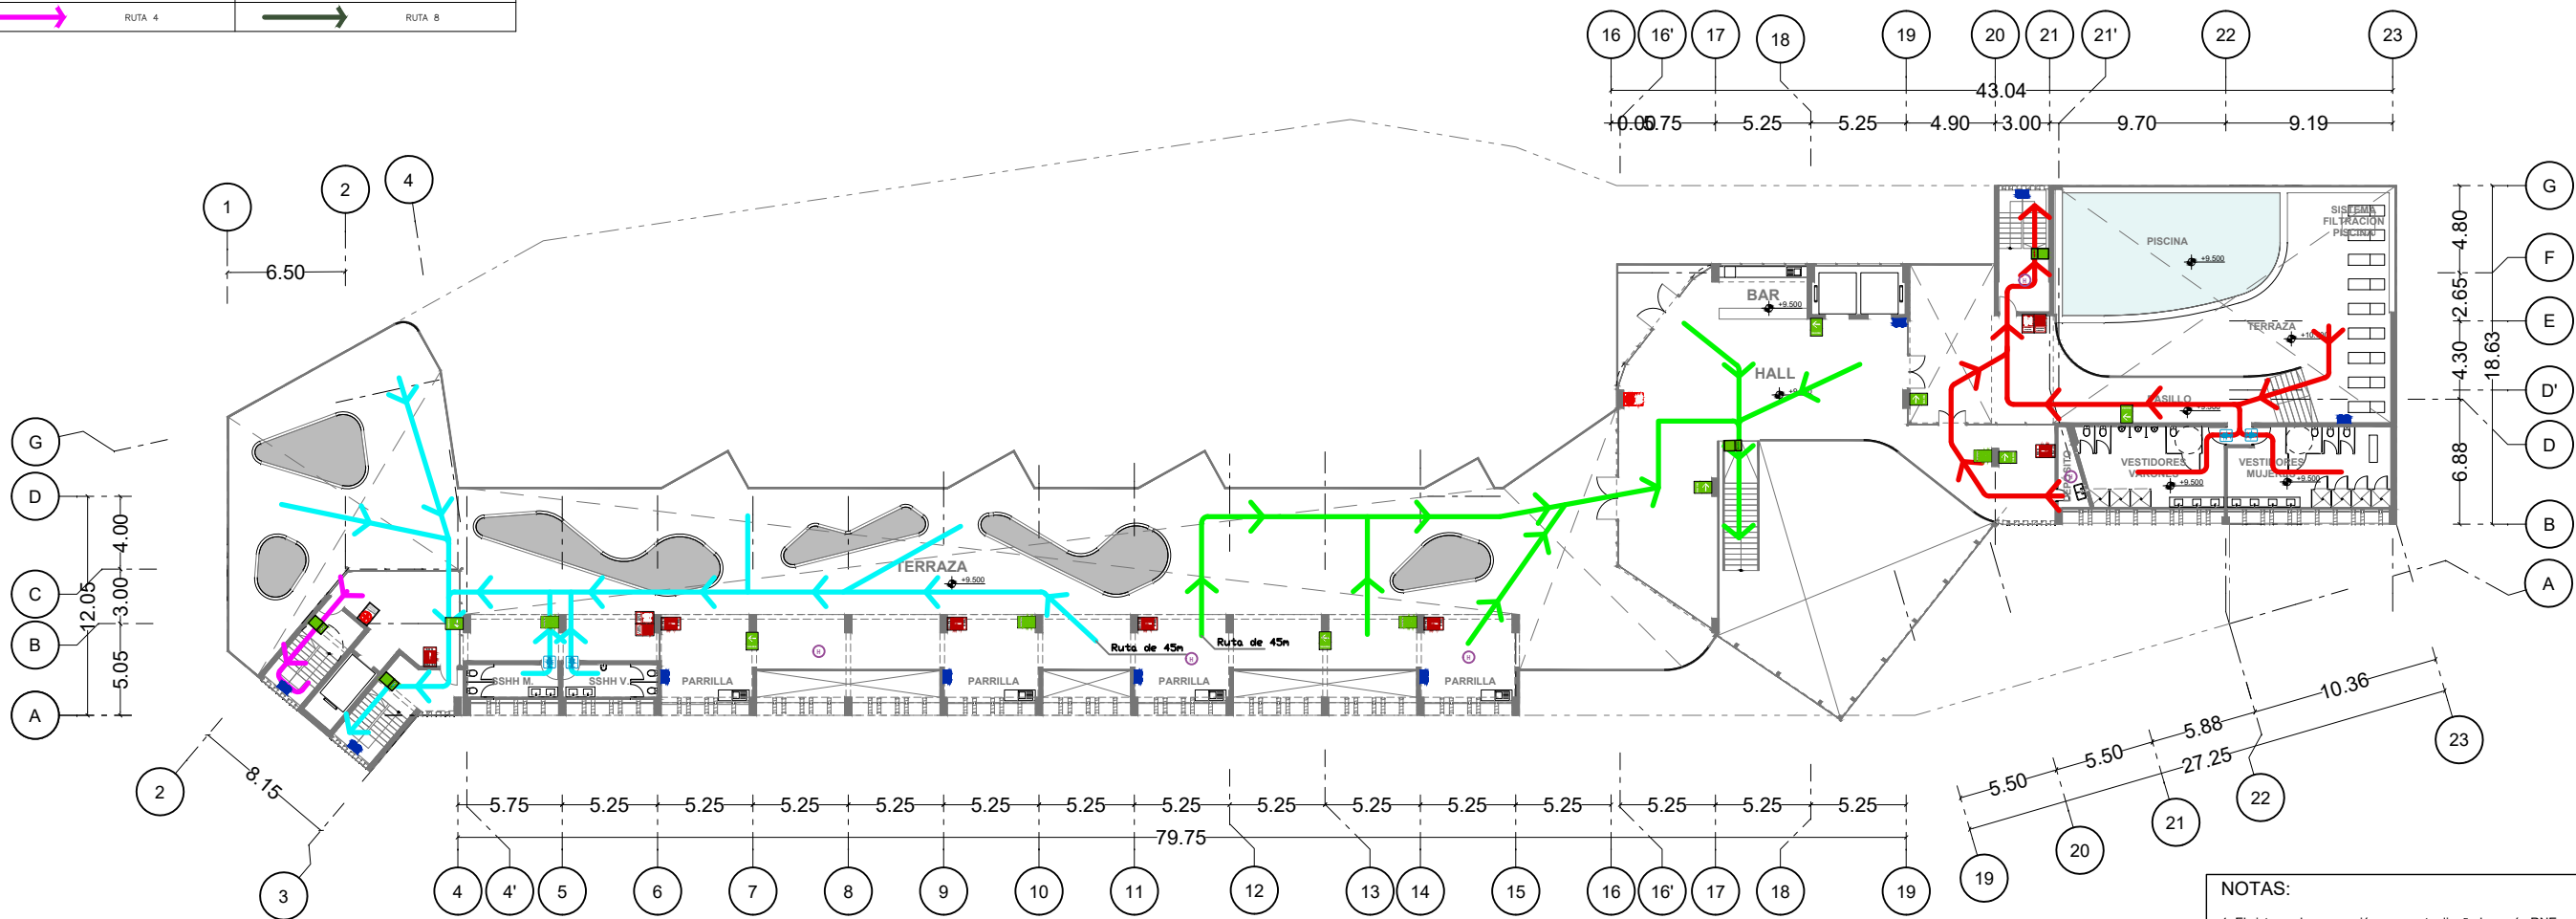 RUTA 4
RUTA 8
16 16' 17 18 19 20 21 21' 22 23
43.04
0.00 5.75 5.25 5.25 4.90 3.00 9.70 9.19
1 2 4
6.50
G
F
E
D'
D
B
A
4.80
2.65
4.30
6.88
18.63
SISTEMA
FILTRACION
PISCINA
PISCINA
+9.500
BAR
+9.500
TERRAZA
HALL
PASILLO
+9.500
VESTIDORES
VARONES
+9.500
VESTIDORES
MUJERES
+9.500
DEPOSITO
G
D
C
B
A
4.00
3.00
5.05
12.05
TERRAZA
+9.500
Ruta de 45m
Ruta de 45m
SSHH M.
SSHH V.
PARRILLA
PARRILLA
PARRILLA
PARRILLA
2
8.15
3
5.75 5.25 5.25 5.25 5.25 5.25 5.25 5.25 5.25 5.25 5.25 5.25 5.25 5.25 5.25
79.75
4 4' 5 6 7 8 9 10 11 12 13 14 15 16 16' 17 18 19
5.50 5.50 5.88 10.36
27.25
19 20 21 22 23
NOTAS: